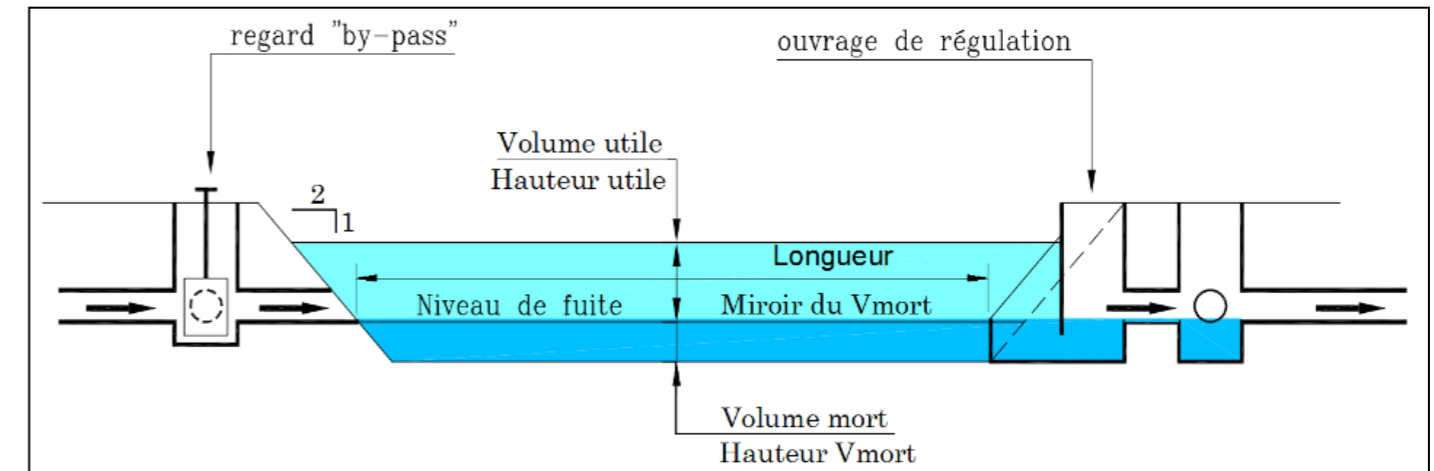 regard "by-pass"
ouvrage de régulation
Volume utile
Hauteur utile
2
1
Longueur
Niveau de fuite
Miroir du Vmort
Volume mort
Hauteur Vmort